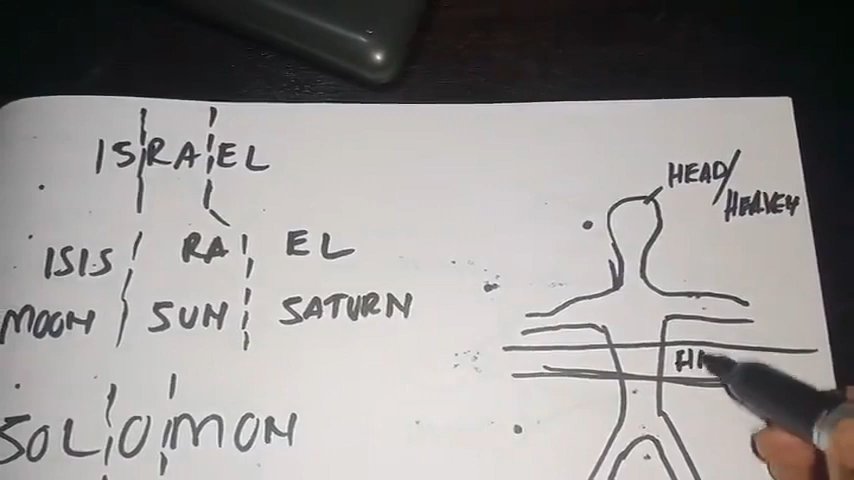 IS RA EL
ISIS RA EL
MOON SUN SATURN
SOL O MON
HEAD/
HEAVEN